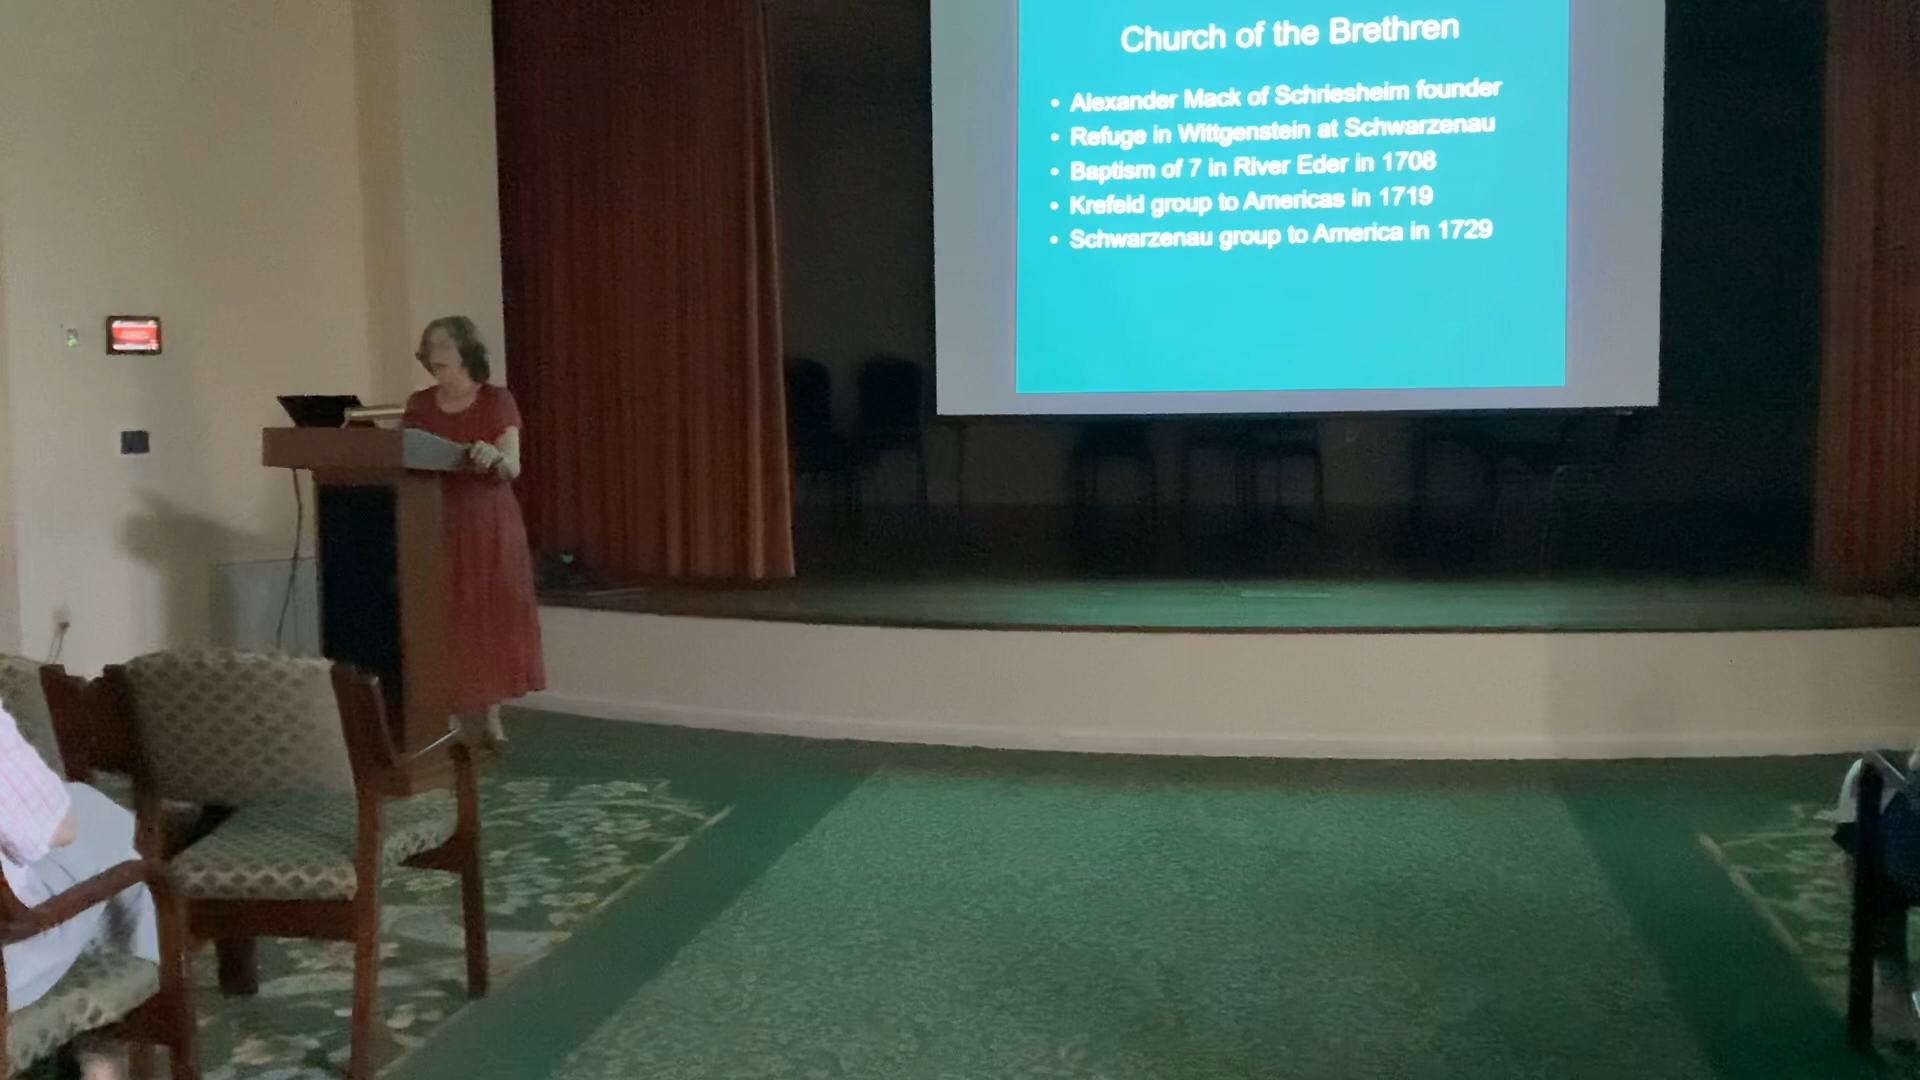 Church of the Brethren
• Alexander Mack of Schriesheim founder
• Refuge in Wittgenstein at Schwarzenau
• Baptism of 7 in River Eder in 1708
• Krefeld group to Americas in 1719
• Schwarzenau group to America in 1729